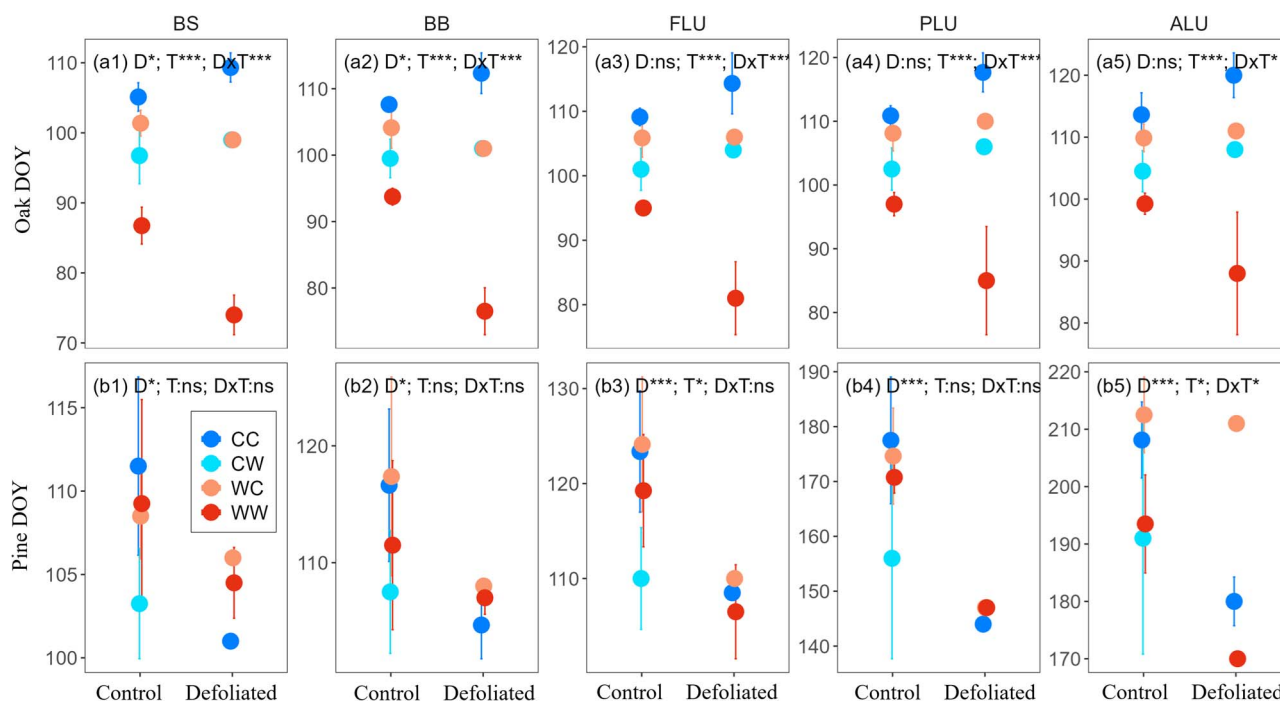 BS BB FLU PLU ALU
Oak DOY
(a1) D*; T***; DxT***
110
100
90
80
70
(a2) D*; T***; DxT***
110
100
90
80
(a3) D:ns; T***; DxT***
120
110
100
90
80
(a4) D:ns; T***; DxT***
120
110
100
90
80
(a5) D:ns; T***; DxT*
120
110
100
90
80
Pine DOY
(b1) D*; T:ns; DxT:ns
115
110
105
100
CC
CW
WC
WW
(b2) D*; T:ns; DxT:ns
120
110
(b3) D***; T*; DxT:ns
130
120
110
(b4) D***; T:ns; DxT:ns
190
180
170
160
150
140
(b5) D***; T*; DxT*
220
210
200
190
180
170
Control Defoliated Control Defoliated Control Defoliated Control Defoliated Control Defoliated